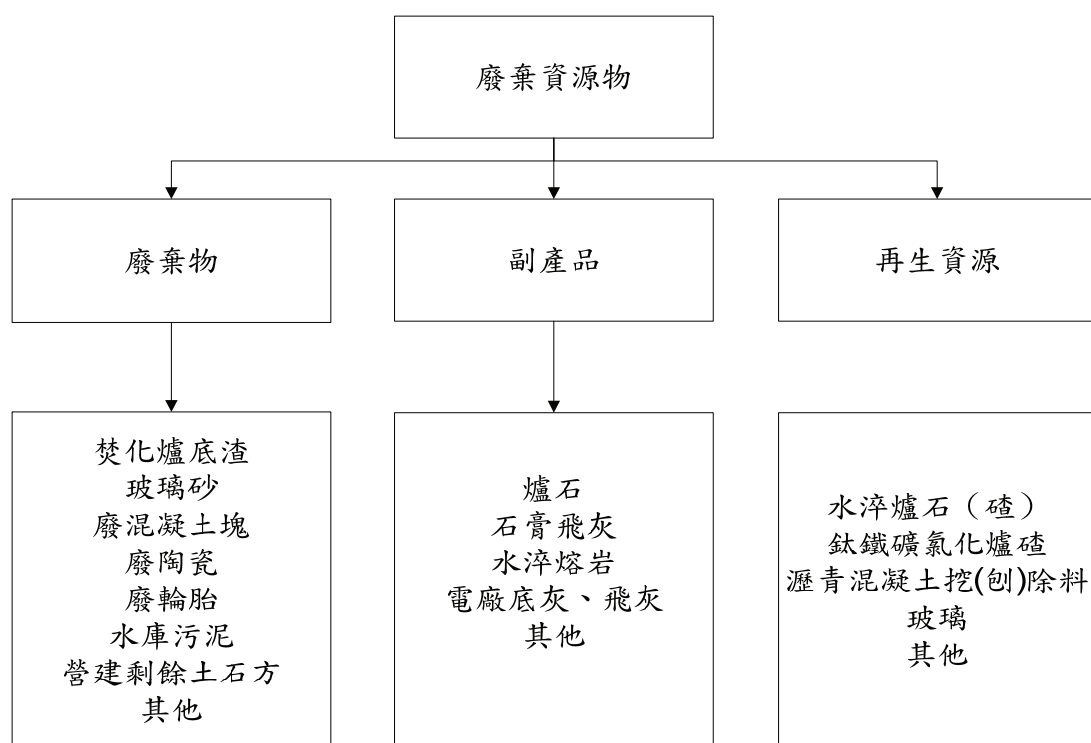 廢棄資源物
廢棄物
副產品
再生資源
焚化爐底渣
玻璃砂
廢混凝土塊
廢陶瓷
廢輪胎
水庫污泥
營建剩餘土石方
其他
爐石
石膏飛灰
水淬熔岩
電廠底灰、飛灰
其他
水淬爐石（碴）
鈦鐵礦氯化爐碴
瀝青混凝土挖(刨)除料
玻璃
其他